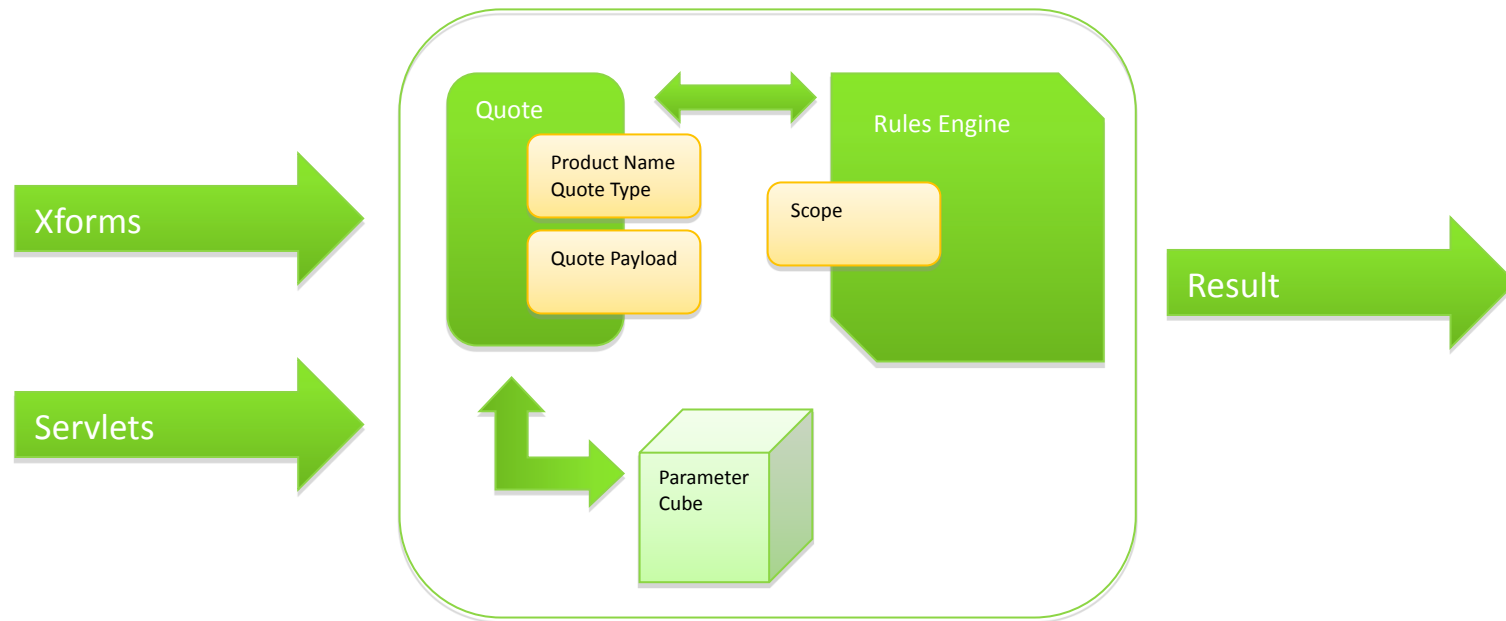 Xforms
Servlets
Quote
Product Name
Quote Type
Quote Payload
Rules Engine
Scope
Parameter
Cube
Result